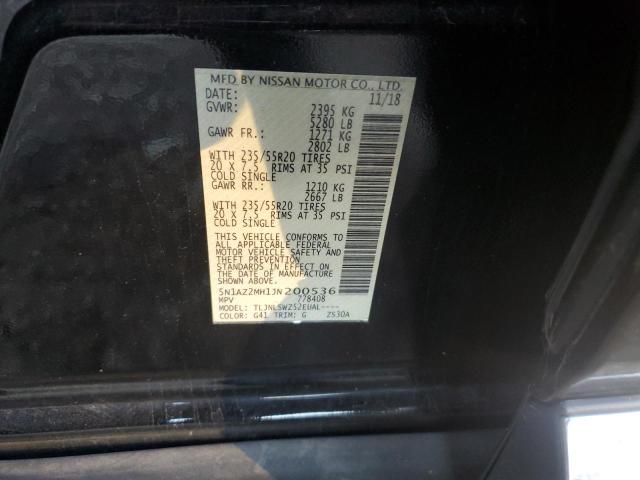 MFD BY NISSAN MOTOR CO., LTD.
DATE: 11/18
GVWR: 2395 KG
5280 LB
GAWR FR.: 1271 KG
2802 LB
WITH 235/55R20 TIRES
20 X 7.5 RIMS AT 35 PSI
COLD SINGLE
GAWR RR.: 1210 KG
2667 LB
WITH 235/55R20 TIRES
20 X 7.5 RIMS AT 35 PSI
COLD SINGLE
THIS VEHICLE CONFORMS TO
ALL APPLICABLE FEDERAL
MOTOR VEHICLE SAFETY AND
THEFT PREVENTION
STANDARDS IN EFFECT ON
THE DATE OF MANUFACTURE
SHOWN ABOVE.
5N1AZ2MH1JN200536
MPV 778408
MODEL: TLJNLSWZ52EUAL----
COLOR: G41 TRIM: G Z530A